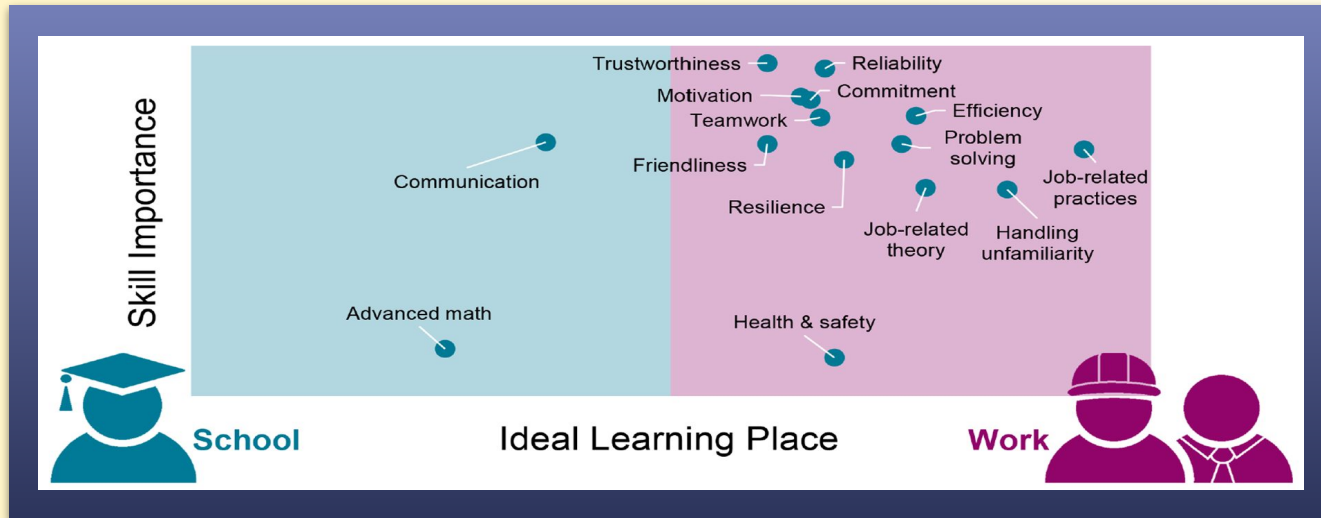 Skill Importance
Trustworthiness
Reliability
Motivation
Commitment
Teamwork
Efficiency
Communication
Friendliness
Problem
solving
Resilience
Job-related
practices
Job-related
theory
Handling
unfamiliarity
Advanced math
Health & safety
School
Ideal Learning Place
Work